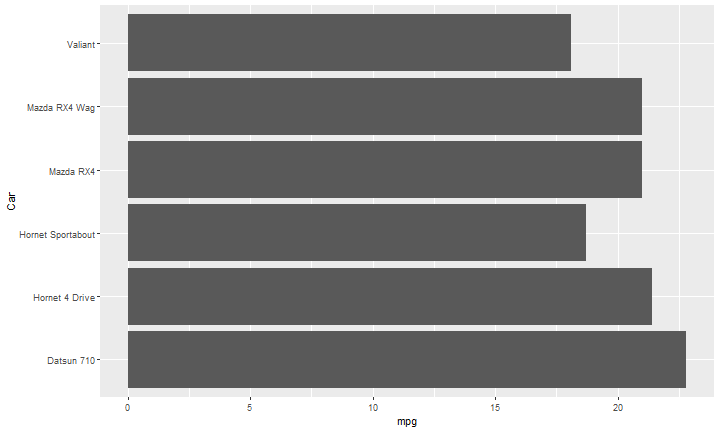 Valiant
Mazda RX4 Wag
Mazda RX4
Hornet Sportabout
Hornet 4 Drive
Datsun 710
Car
0 5 10 15 20
mpg